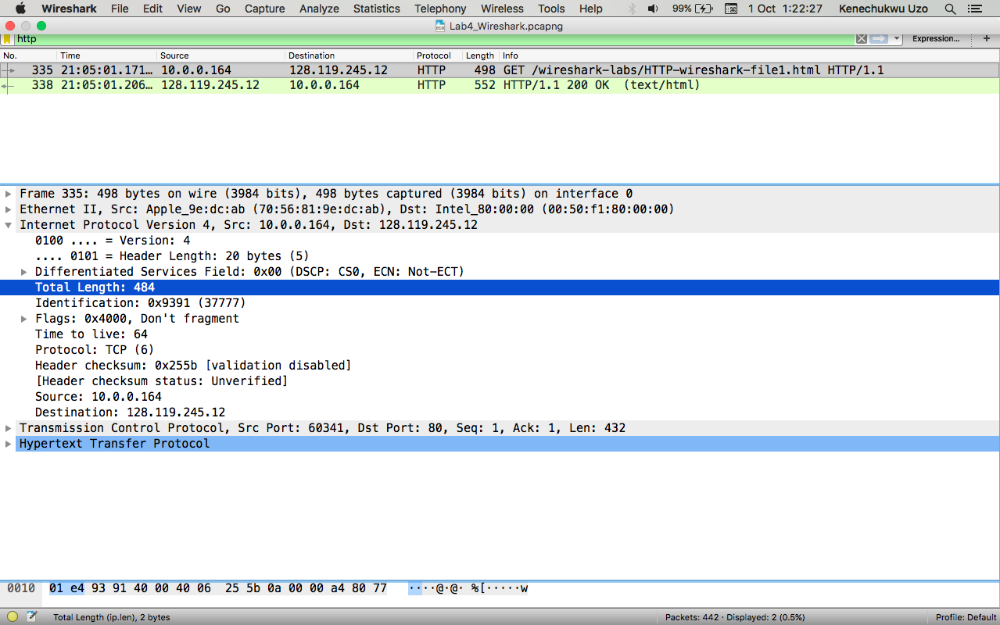 Wireshark File Edit View Go Capture Analyze Statistics Telephony Wireless Tools Help 99% 1 Oct 1:22:27 Kenechukwu Uzo
Lab4_Wireshark.pcapng
http Expression... +
No. Time Source Destination Protocol Length Info
335 21:05:01.171… 10.0.0.164 128.119.245.12 HTTP 498 GET /wireshark-labs/HTTP-wireshark-file1.html HTTP/1.1
338 21:05:01.206… 128.119.245.12 10.0.0.164 HTTP 552 HTTP/1.1 200 OK (text/html)
Frame 335: 498 bytes on wire (3984 bits), 498 bytes captured (3984 bits) on interface 0
Ethernet II, Src: Apple_9e:dc:ab (70:56:81:9e:dc:ab), Dst: Intel_80:00:00 (00:50:f1:80:00:00)
Internet Protocol Version 4, Src: 10.0.0.164, Dst: 128.119.245.12
0100 .... = Version: 4
.... 0101 = Header Length: 20 bytes (5)
Differentiated Services Field: 0x00 (DSCP: CS0, ECN: Not-ECT)
Total Length: 484
Identification: 0x9391 (37777)
Flags: 0x4000, Don't fragment
Time to live: 64
Protocol: TCP (6)
Header checksum: 0x255b [validation disabled]
[Header checksum status: Unverified]
Source: 10.0.0.164
Destination: 128.119.245.12
Transmission Control Protocol, Src Port: 60341, Dst Port: 80, Seq: 1, Ack: 1, Len: 432
Hypertext Transfer Protocol
0010 01 e4 93 91 40 00 40 06 25 5b 0a 00 00 a4 80 77 ····@·@· %[·····w
Total Length (ip.len), 2 bytes Packets: 442 · Displayed: 2 (0.5%) Profile: Default